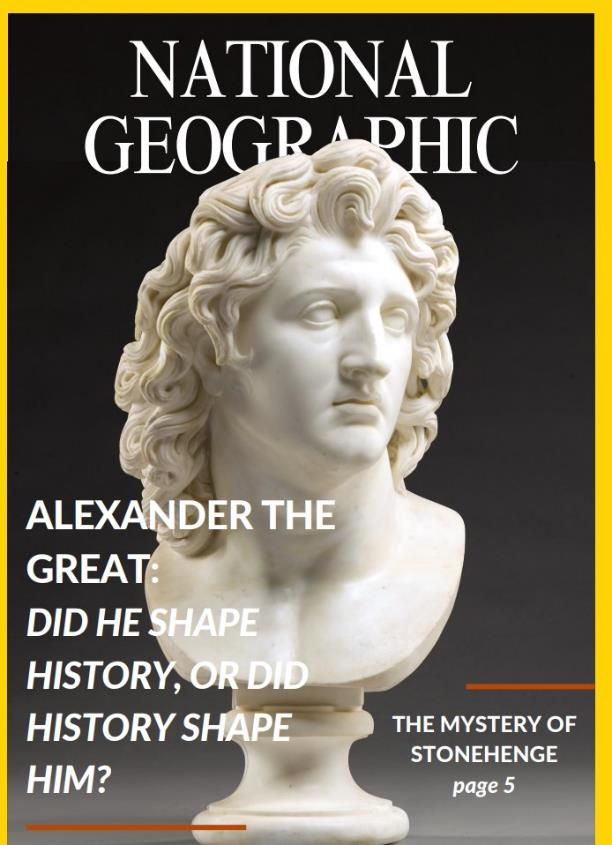 NATIONAL
GEOGRAPHIC
ALEXANDER THE
GREAT:
DID HE SHAPE
HISTORY, OR DID
HISTORY SHAPE
HIM?
THE MYSTERY OF
STONEHENGE
page 5